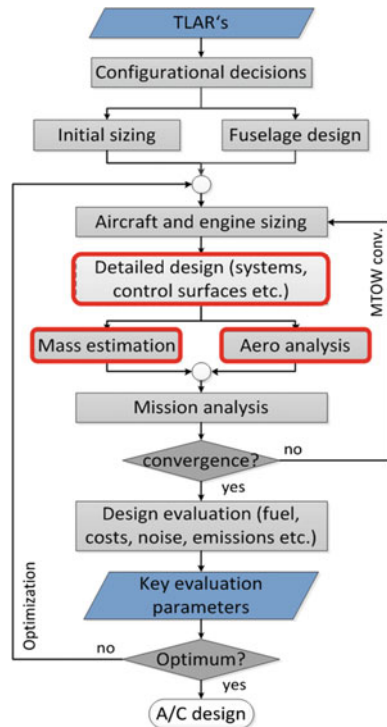 TLAR's
Configurational decisions
Initial sizing
Fuselage design
Aircraft and engine sizing
MTOW conv.
Detailed design (systems,
control surfaces etc.)
Mass estimation
Aero analysis
Mission analysis
convergence?
no
yes
Design evaluation (fuel,
costs, noise, emissions etc.)
Optimization
Key evaluation
parameters
no
Optimum?
yes
A/C design